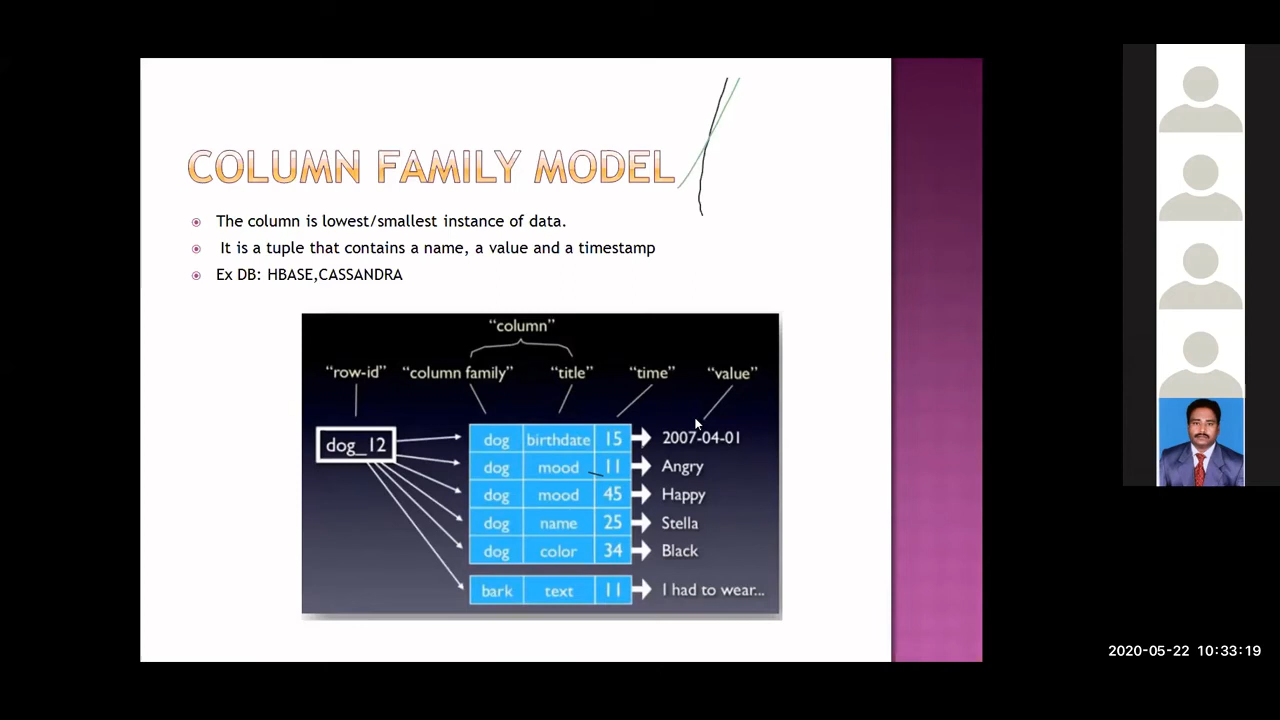 COLUMN FAMILY MODEL
The column is lowest/smallest instance of data.
It is a tuple that contains a name, a value and a timestamp
Ex DB: HBASE,CASSANDRA
“column”
“row-id” “column family” “title” “time” “value”
dog_12
dog birthdate 15 2007-04-01
dog mood 11 Angry
dog mood 45 Happy
dog name 25 Stella
dog color 34 Black
bark text 11 I had to wear...
2020-05-22 10:33:19